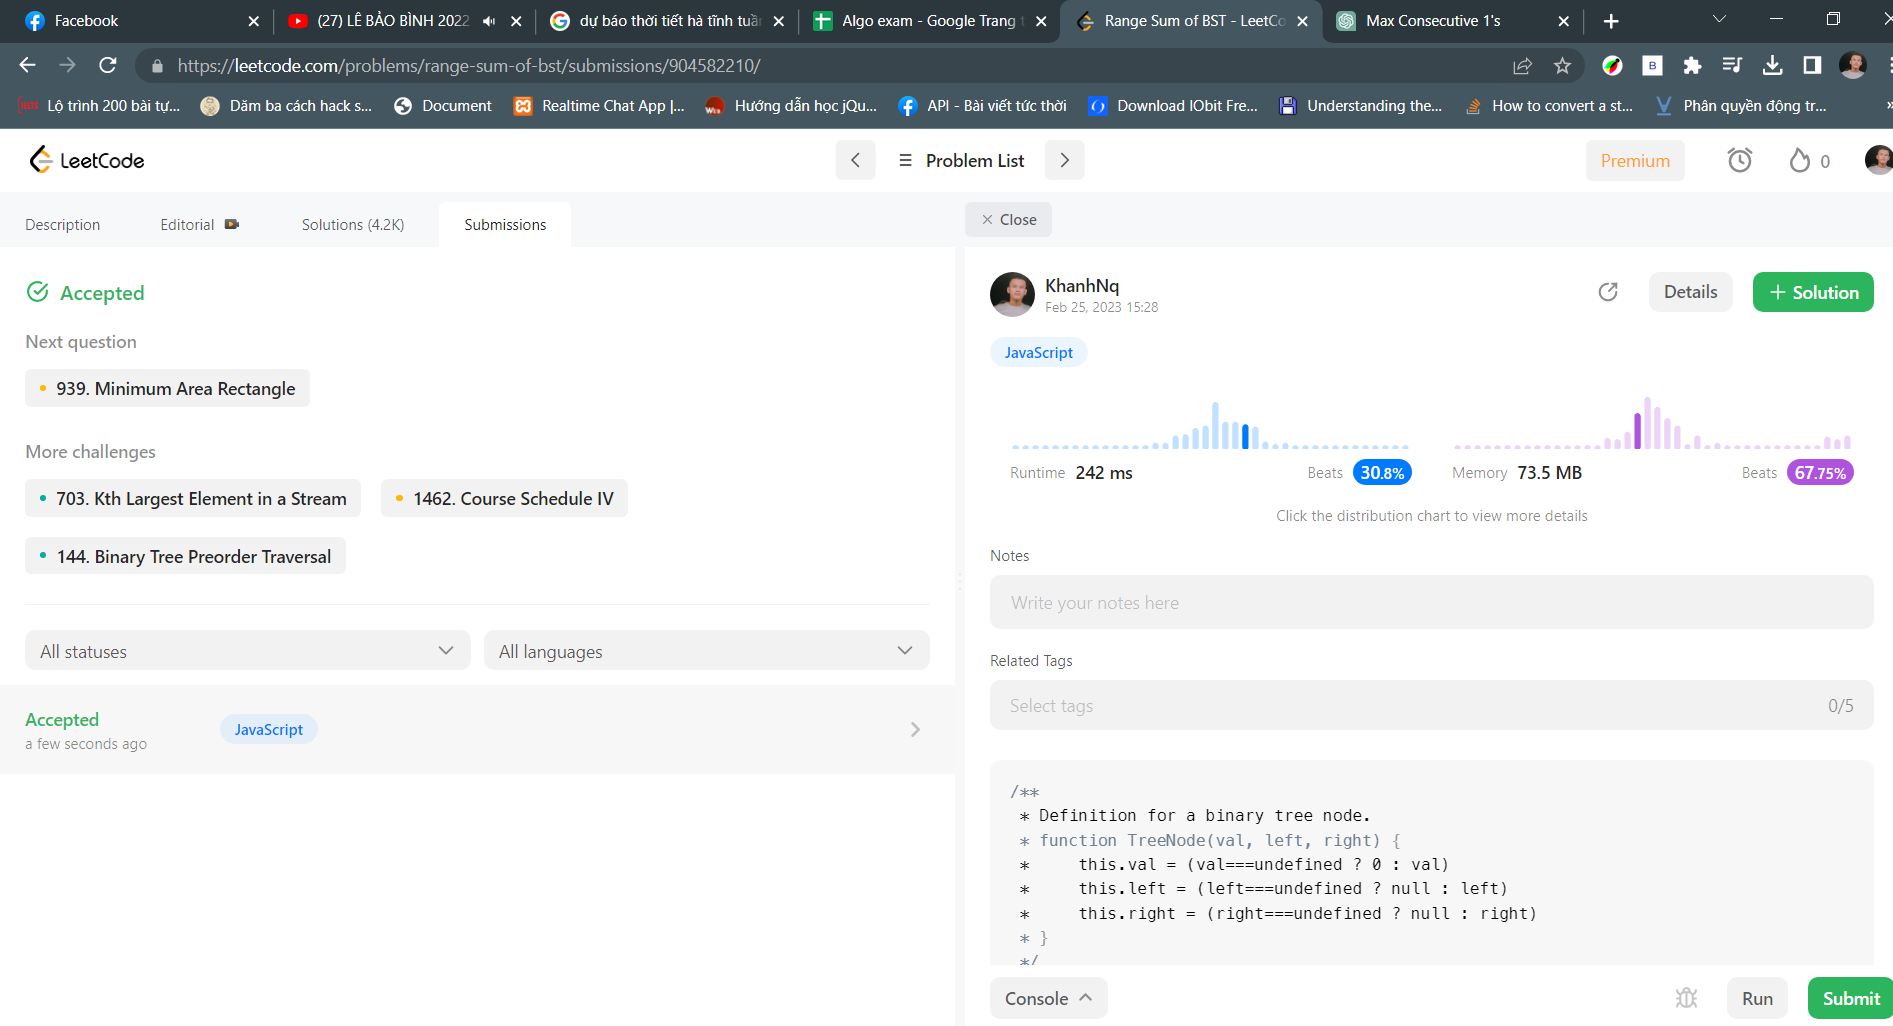 Facebook
(27) LÊ BẢO BÌNH 2022
dự báo thời tiết hà tĩnh tuần
Algo exam - Google Trang t
Range Sum of BST - LeetCo
Max Consecutive 1's
https://leetcode.com/problems/range-sum-of-bst/submissions/904582210/
Lộ trình 200 bài tự...
Dăm ba cách hack s...
Document
Realtime Chat App |...
Hướng dẫn học jQu...
API - Bài viết tức thời
Download IObit Fre...
Understanding the...
How to convert a st...
Phân quyền động tr...
LeetCode
Problem List
Premium
0
Description
Editorial
Solutions (4.2K)
Submissions
Accepted
Next question
939. Minimum Area Rectangle
More challenges
703. Kth Largest Element in a Stream
1462. Course Schedule IV
144. Binary Tree Preorder Traversal
All statuses
All languages
Accepted
a few seconds ago
JavaScript
Close
KhanhNq
Feb 25, 2023 15:28
Details
+ Solution
JavaScript
Runtime 242 ms
Beats 30.8%
Memory 73.5 MB
Beats 67.75%
Click the distribution chart to view more details
Notes
Write your notes here
Related Tags
Select tags
0/5
/**
 * Definition for a binary tree node.
 * function TreeNode(val, left, right) {
 *     this.val = (val===undefined ? 0 : val)
 *     this.left = (left===undefined ? null : left)
 *     this.right = (right===undefined ? null : right)
 * }
 */
Console
Run
Submit